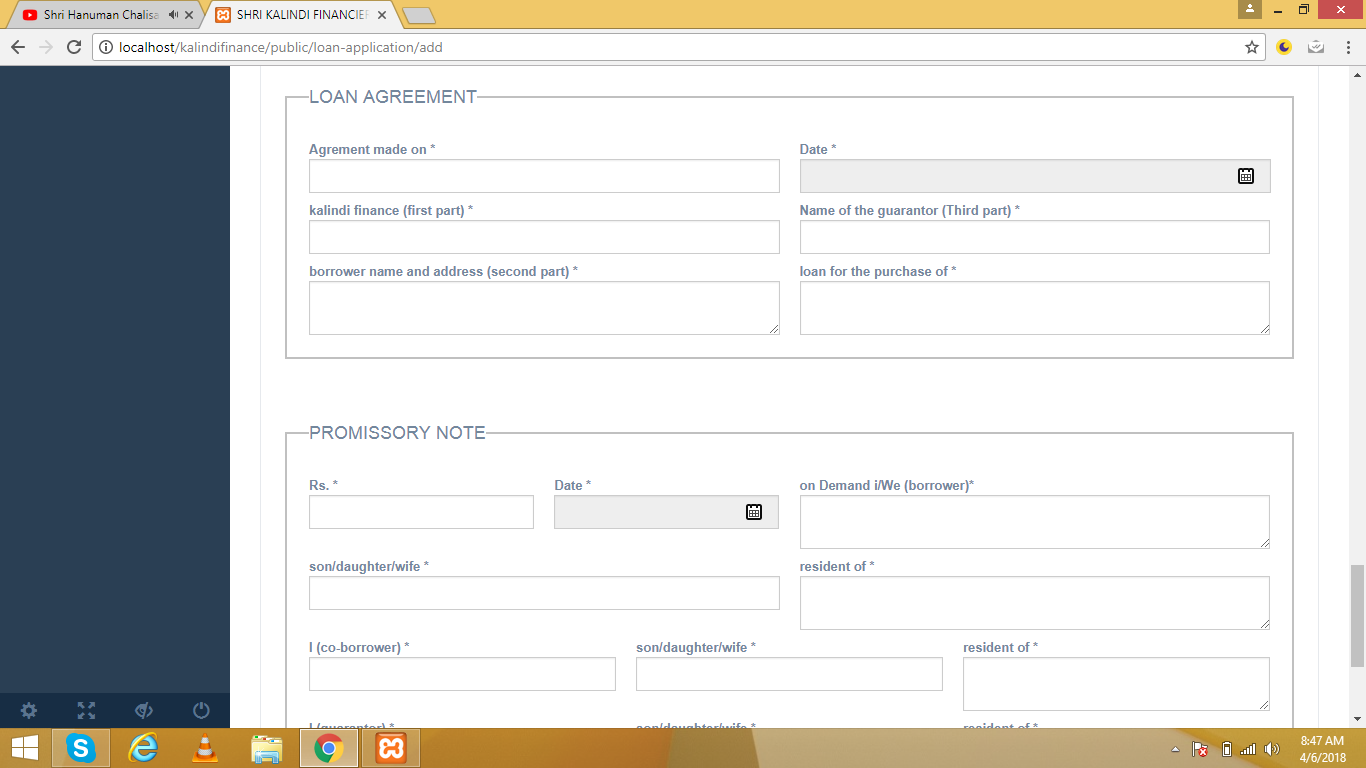 Shri Hanuman Chalisa
SHRI KALINDI FINANCIER
localhost/kalindifinance/public/loan-application/add
LOAN AGREEMENT
Agrement made on *
Date *
kalindi finance (first part) *
Name of the guarantor (Third part) *
borrower name and address (second part) *
loan for the purchase of *
PROMISSORY NOTE
Rs. *
Date *
on Demand i/We (borrower)*
son/daughter/wife *
resident of *
I (co-borrower) *
son/daughter/wife *
resident of *
I (guarantor) *
son/daughter/wife *
resident of *
8:47 AM
4/6/2018